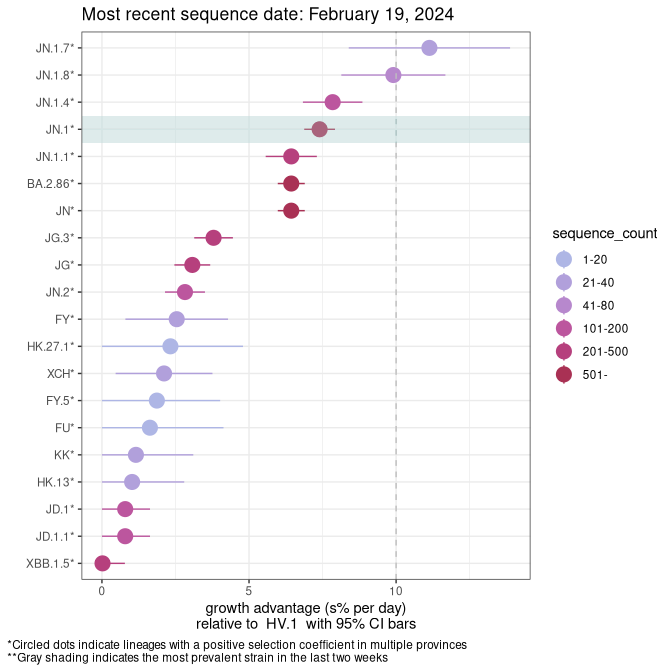 Most recent sequence date: February 19, 2024
JN.1.7*
JN.1.8*
JN.1.4*
JN.1*
JN.1.1*
BA.2.86*
JN*
JG.3*
JG*
JN.2*
FY*
HK.27.1*
XCH*
FY.5*
FU*
KK*
HK.13*
JD.1*
JD.1.1*
XBB.1.5*
0 5 10
growth advantage (s% per day)
relative to HV.1 with 95% CI bars
sequence_count
1-20
21-40
41-80
101-200
201-500
501-
*Circled dots indicate lineages with a positive selection coefficient in multiple provinces
**Gray shading indicates the most prevalent strain in the last two weeks